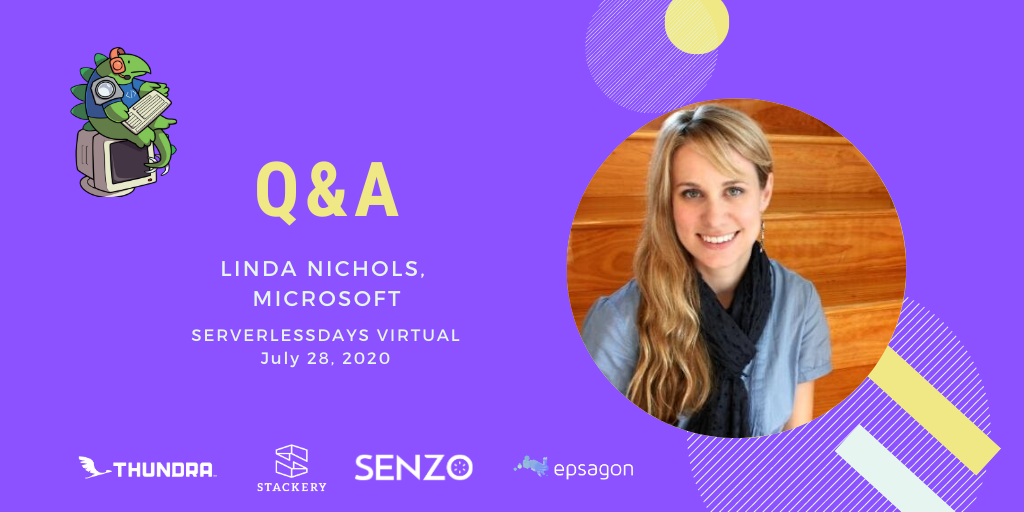 Q&A
LINDA NICHOLS,
MICROSOFT
SERVERLESSDAYS VIRTUAL
July 28, 2020
THUNDRA
STACKERY
SENZO
epsagon